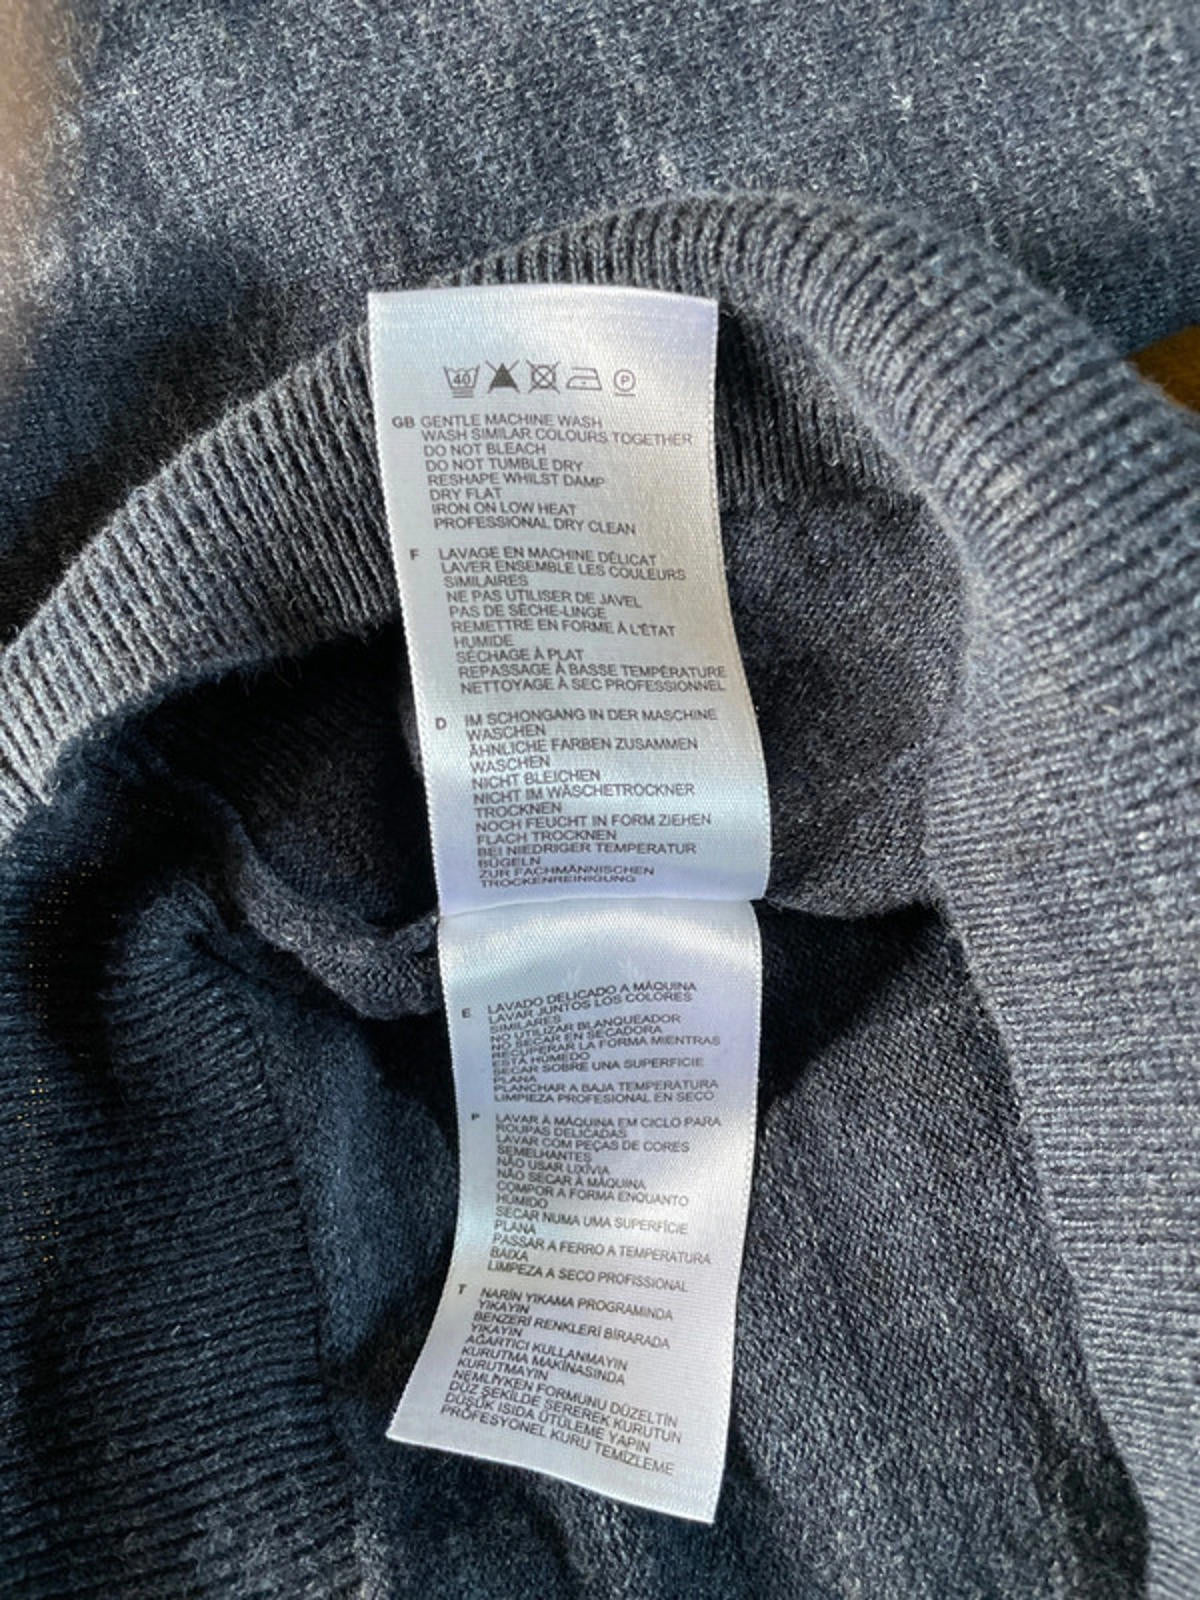 40 P
GB GENTLE MACHINE WASH
WASH SIMILAR COLOURS TOGETHER
DO NOT BLEACH
DO NOT TUMBLE DRY
RESHAPE WHILST DAMP
DRY FLAT
IRON ON LOW HEAT
PROFESSIONAL DRY CLEAN
F LAVAGE EN MACHINE DÉLICAT
LAVER ENSEMBLE LES COULEURS
SIMILAIRES
NE PAS UTILISER DE JAVEL
PAS DE SÈCHE-LINGE
REMETTRE EN FORME À L'ÉTAT
HUMIDE
SÉCHAGE À PLAT
REPASSAGE À BASSE TEMPÉRATURE
NETTOYAGE À SEC PROFESSIONNEL
D IM SCHONGANG IN DER MASCHINE
WASCHEN
ÄHNLICHE FARBEN ZUSAMMEN
WASCHEN
NICHT BLEICHEN
NICHT IM WÄSCHETROCKNER
TROCKNEN
NOCH FEUCHT IN FORM ZIEHEN
FLACH TROCKNEN
BEI NIEDRIGER TEMPERATUR
BÜGELN
ZUR FACHMÄNNISCHEN
TROCKENREINIGUNG
E LAVADO DELICADO A MÁQUINA
LAVAR JUNTOS LOS COLORES
SIMILARES
NO UTILIZAR BLANQUEADOR
NO SECAR EN SECADORA
RECUPERAR LA FORMA MIENTRAS
ESTÁ HÚMEDO
SECAR SOBRE UNA SUPERFICIE
PLANA
PLANCHAR A BAJA TEMPERATURA
LIMPIEZA PROFESIONAL EN SECO
P LAVAR À MÁQUINA EM CICLO PARA
ROUPAS DELICADAS
LAVAR COM PEÇAS DE CORES
SEMELHANTES
NÃO USAR LIXÍVIA
NÃO SECAR À MÁQUINA
COMPOR A FORMA ENQUANTO
HÚMIDO
SECAR NUMA UMA SUPERFÍCIE
PLANA
PASSAR A FERRO A TEMPERATURA
BAIXA
LIMPEZA A SECO PROFISSIONAL
T NARİN YIKAMA PROGRAMINDA
YIKAYIN
BENZERİ RENKLERİ BİRARADA
YIKAYIN
AĞARTICI KULLANMAYIN
KURUTMA MAKİNASINDA
KURUTMAYIN
NEMLİYKEN FORMUNU DÜZELTİN
DÜZ ŞEKİLDE SEREREK KURUTUN
DÜŞÜK ISIDA ÜTÜLEME YAPIN
PROFESYONEL KURU TEMİZLEME